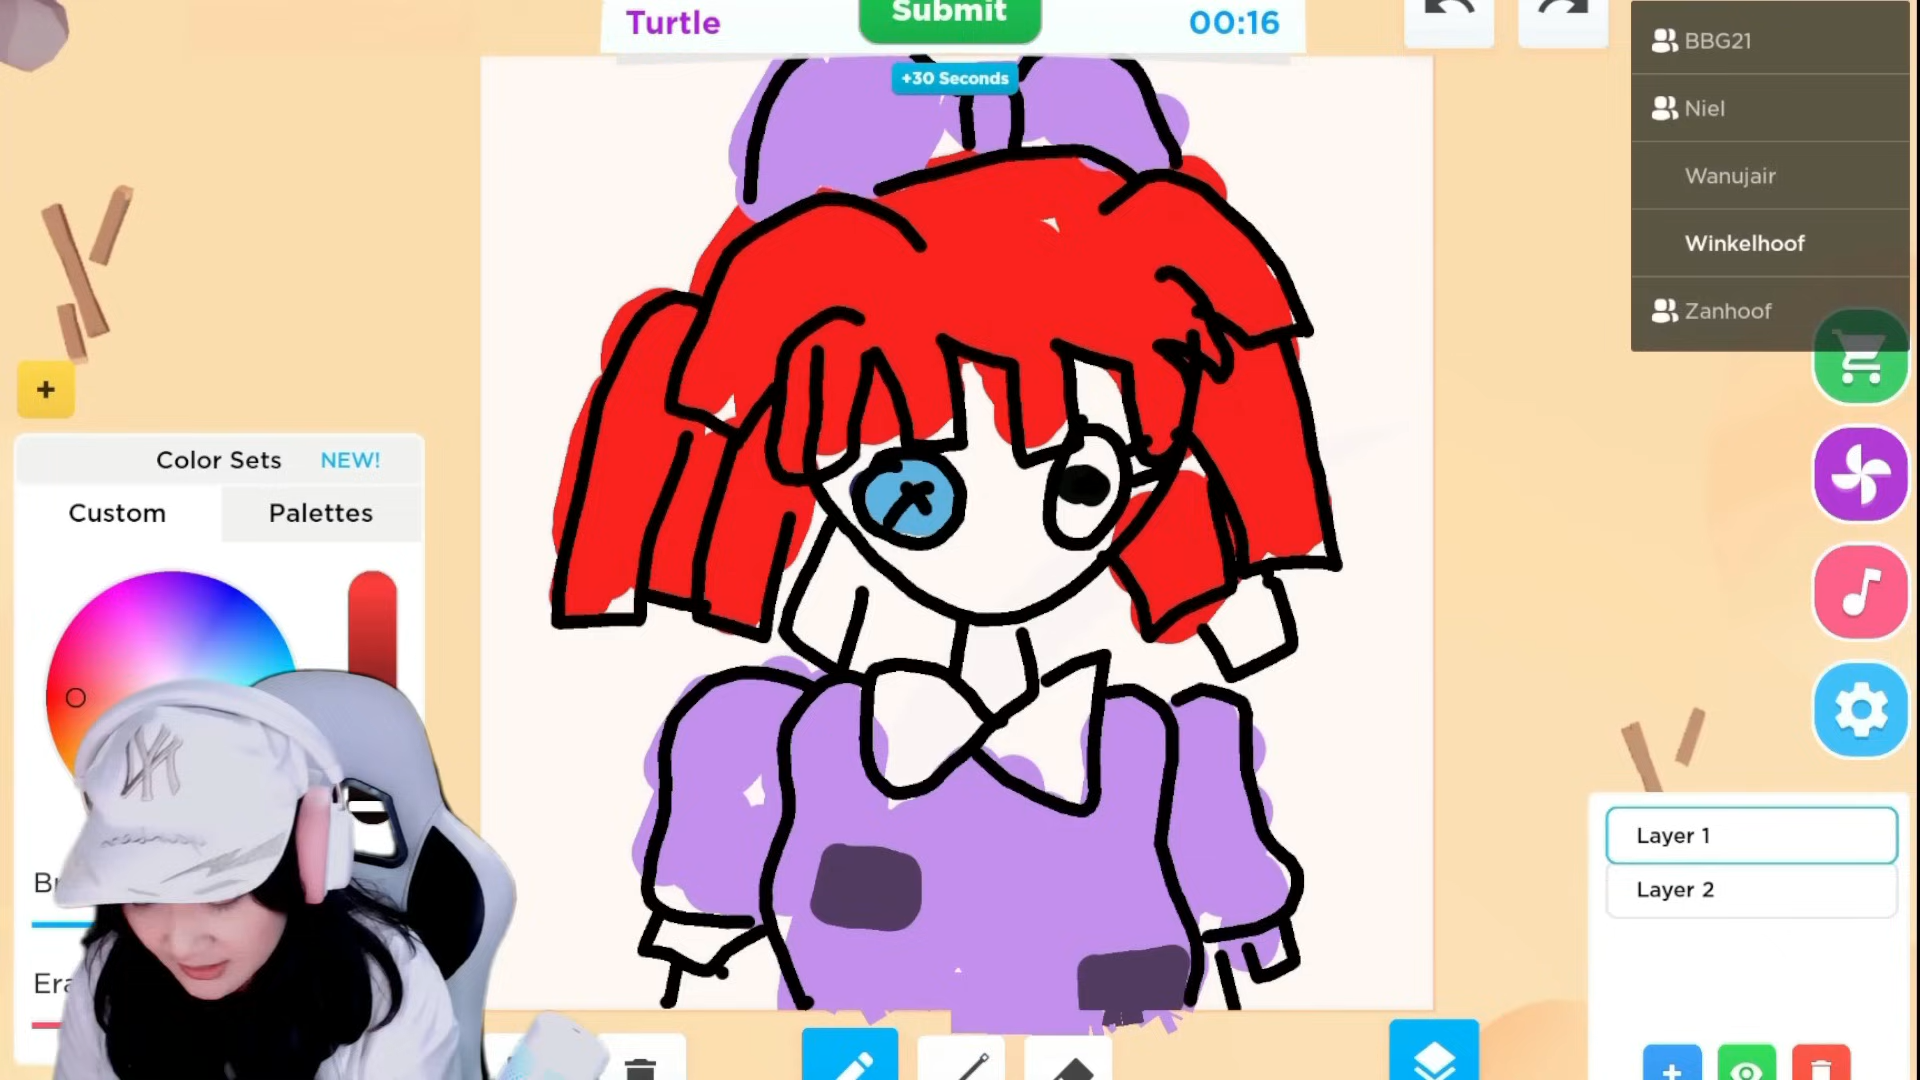 Turtle
Submit
00:16
+30 Seconds
BBG21
Niel
Wanujair
Winkelhoof
Zanhoof
+
Color Sets NEW!
Custom
Palettes
Layer 1
Layer 2
NY